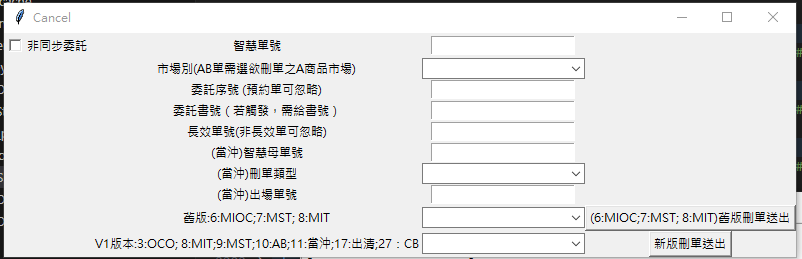 Cancel
非同步委託 智慧單號
市場別(AB單需選欲刪單之A商品市場)
委託序號 (預約單可忽略)
委託書號 ( 若觸發，需給書號 )
長效單號(非長效單可忽略)
(當沖)智慧母單號
(當沖)刪單類型
(當沖)出場單號
舊版:6:MIOC;7:MST; 8:MIT (6:MIOC;7:MST; 8:MIT)舊版刪單送出
V1版本:3:OCO; 8:MIT;9:MST;10:AB;11:當沖;17:出清;27：CB 新版刪單送出